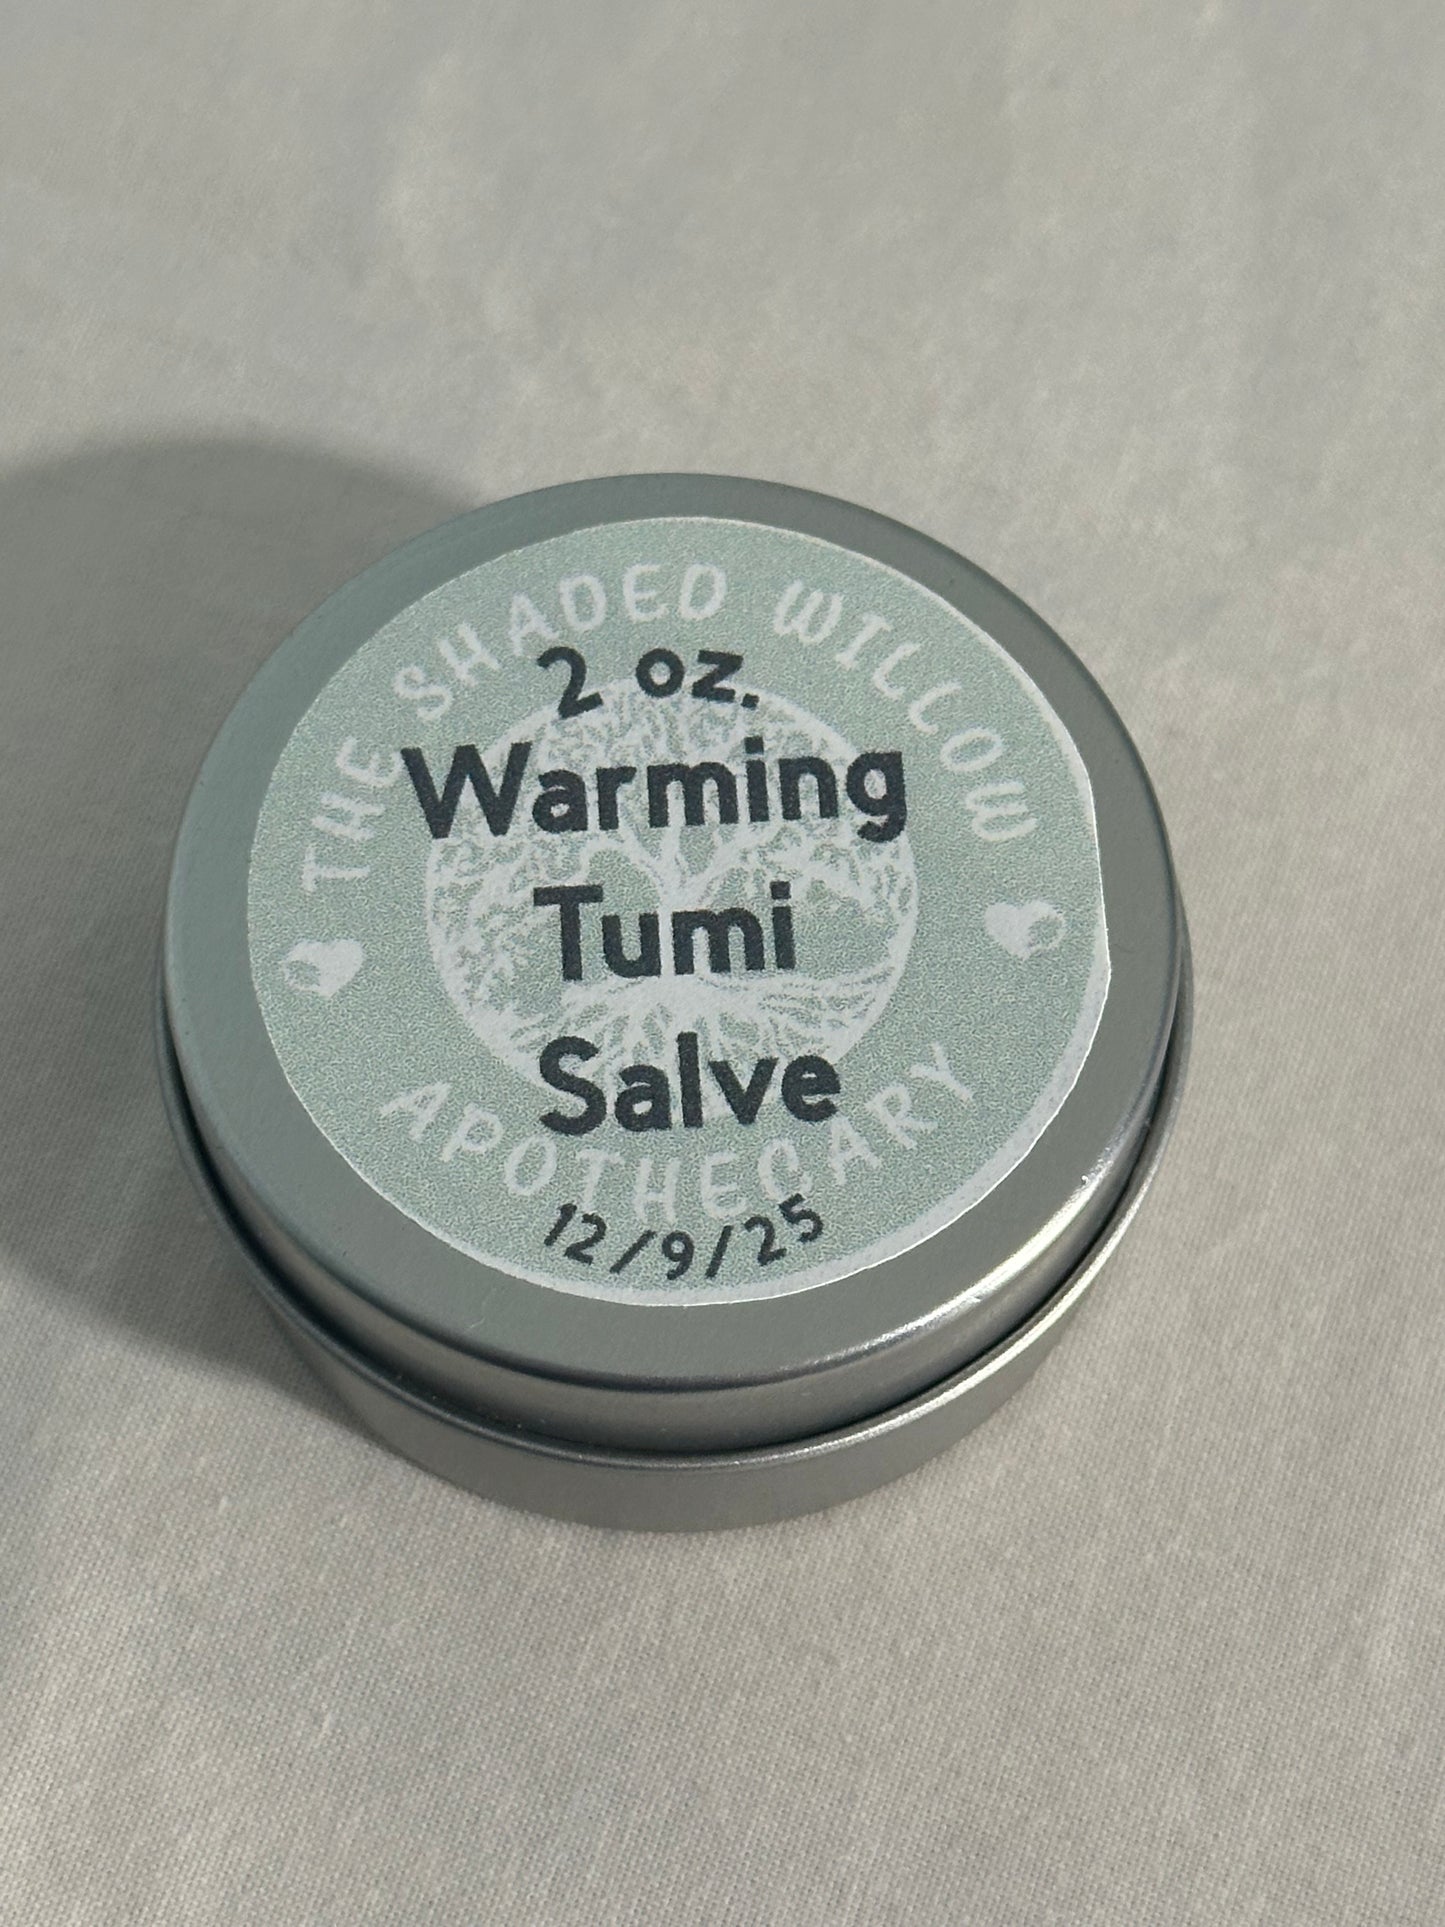 THE SHADED WILLOW
2 oz.
Warming
Tumi
Salve
APOTHECARY
12/9/25